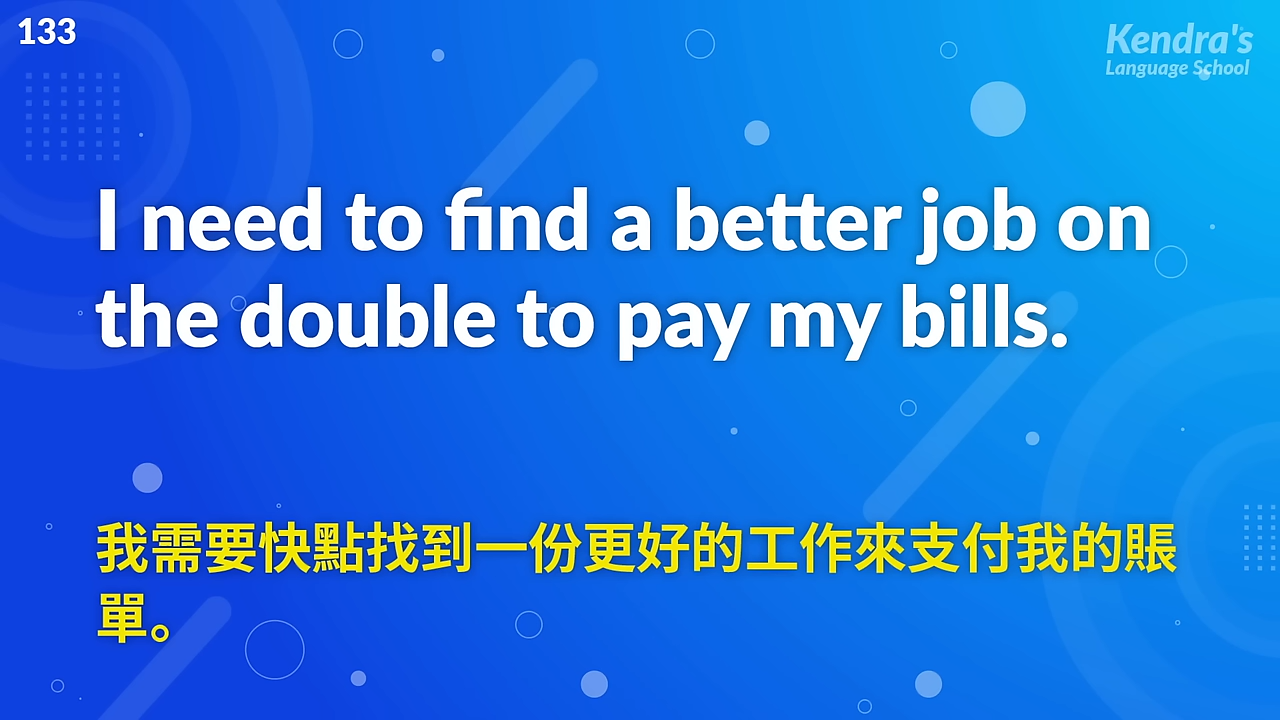 133
Kendra's
Language School
I need to find a better job on
the double to pay my bills.
我需要快點找到一份更好的工作來支付我的賬
單。